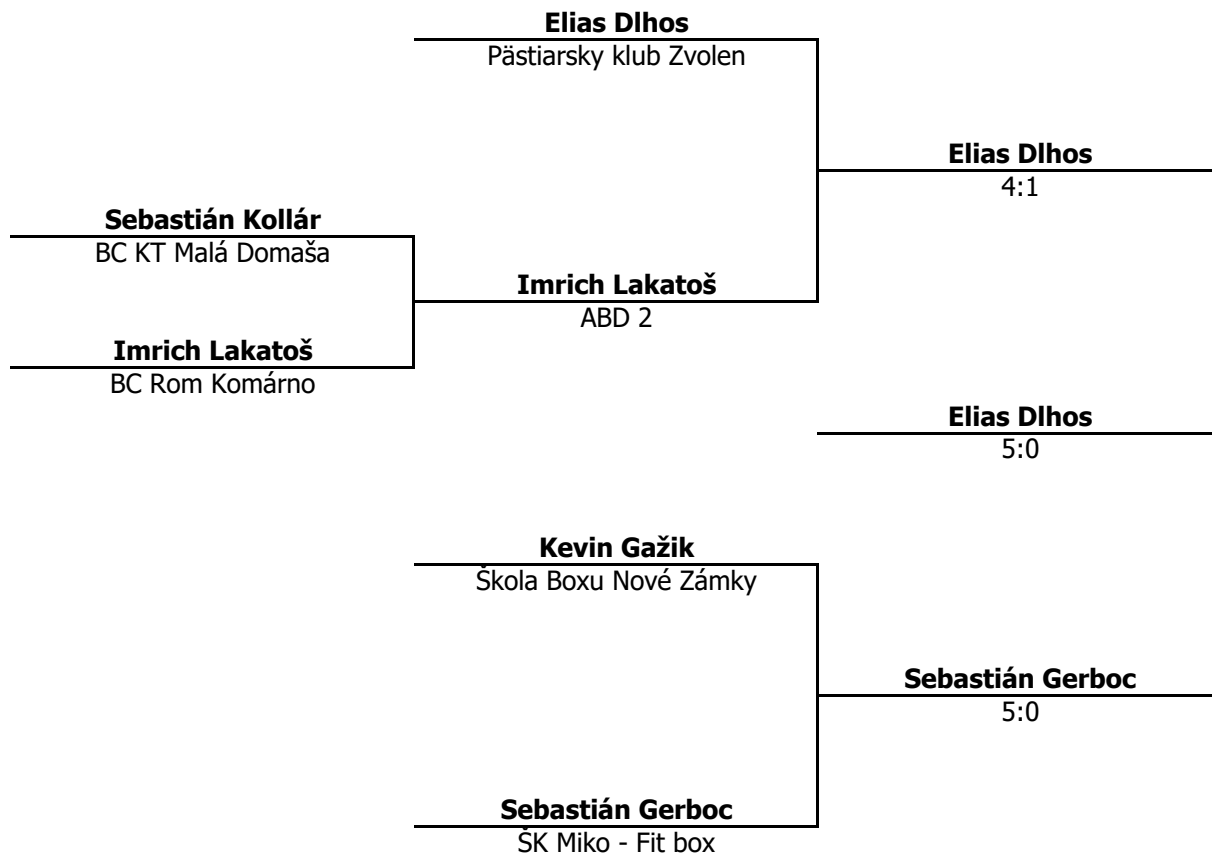 Elias Dlhos
Pästiarsky klub Zvolen
Elias Dlhos
4:1
Sebastián Kollár
BC KT Malá Domaša
Imrich Lakatoš
ABD 2
Imrich Lakatoš
BC Rom Komárno
Elias Dlhos
5:0
Kevin Gažik
Škola Boxu Nové Zámky
Sebastián Gerboc
5:0
Sebastián Gerboc
ŠK Miko - Fit box